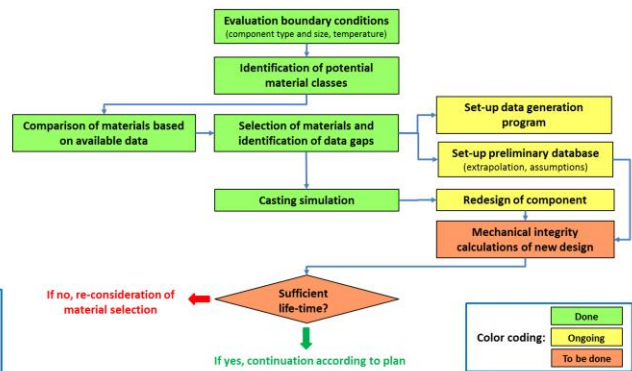 Evaluation boundary conditions
(component type and size, temperature)
Identification of potential
material classes
Comparison of materials based
on available data
Selection of materials and
identification of data gaps
Set-up data generation
program
Set-up preliminary database
(extrapolation, assumptions)
Casting simulation
Redesign of component
Mechanical integrity
calculations of new design
Sufficient
life-time?
If no, re-consideration of
material selection
If yes, continuation according to plan
Color coding:
Done
Ongoing
To be done